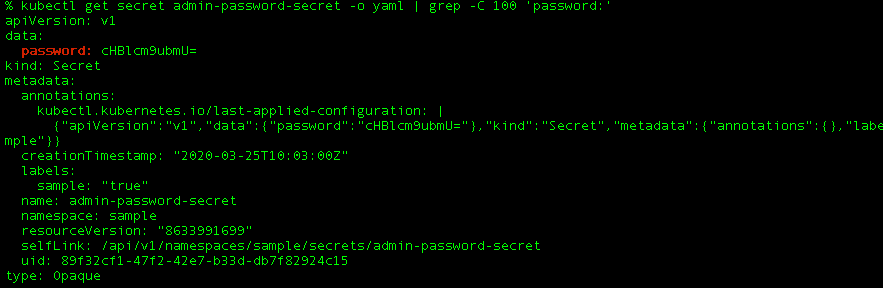 % kubectl get secret admin-password-secret -o yaml | grep -C 100 'password:'
apiVersion: v1
data:
  password: cHBlcm9ubmU=
kind: Secret
metadata:
  annotations:
    kubectl.kubernetes.io/last-applied-configuration: |
      {"apiVersion":"v1","data":{"password":"cHBlcm9ubmU="},"kind":"Secret","metadata":{"annotations":{},"labe
mple"}}
  creationTimestamp: "2020-03-25T10:03:00Z"
  labels:
    sample: "true"
  name: admin-password-secret
  namespace: sample
  resourceVersion: "8633991699"
  selfLink: /api/v1/namespaces/sample/secrets/admin-password-secret
  uid: 89f32cf1-47f2-42e7-b33d-db7f82924c15
type: Opaque